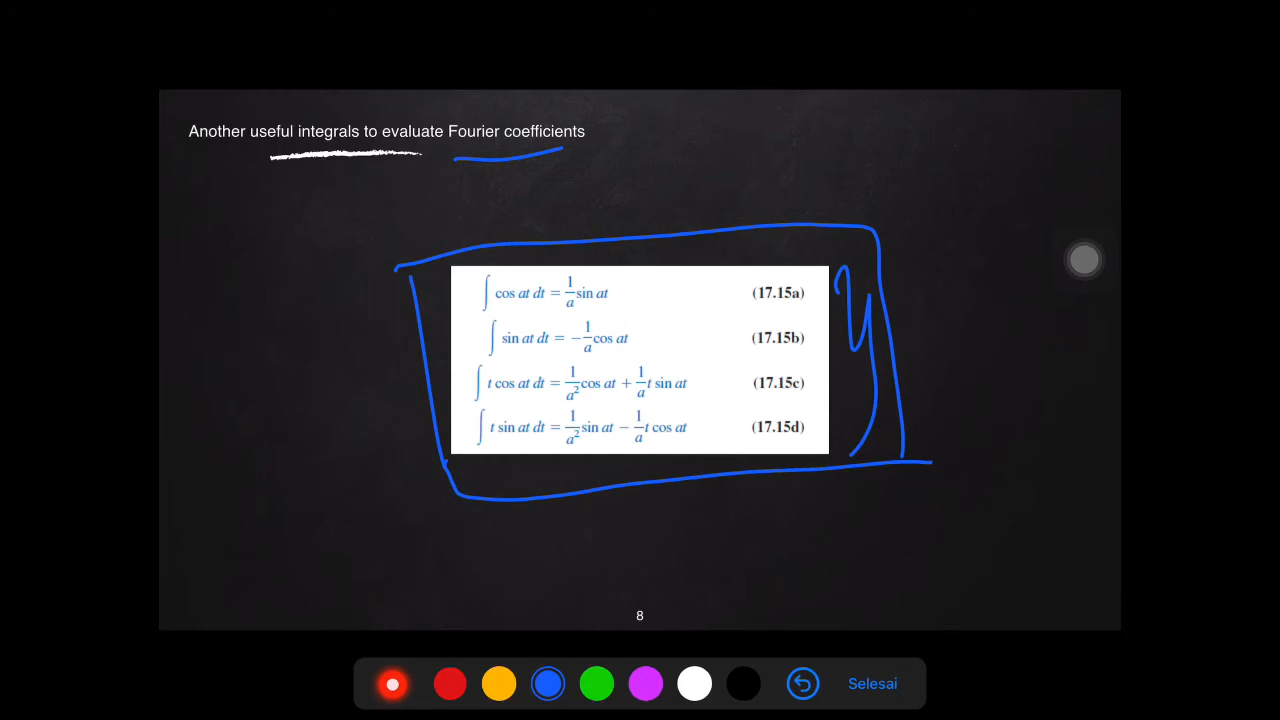 Another useful integrals to evaluate Fourier coefficients
∫ cos at dt = 1/a sin at (17.15a)
∫ sin at dt = −1/a cos at (17.15b)
∫ t cos at dt = 1/a² cos at + 1/a t sin at (17.15c)
∫ t sin at dt = 1/a² sin at − 1/a t cos at (17.15d)
8
Selesai